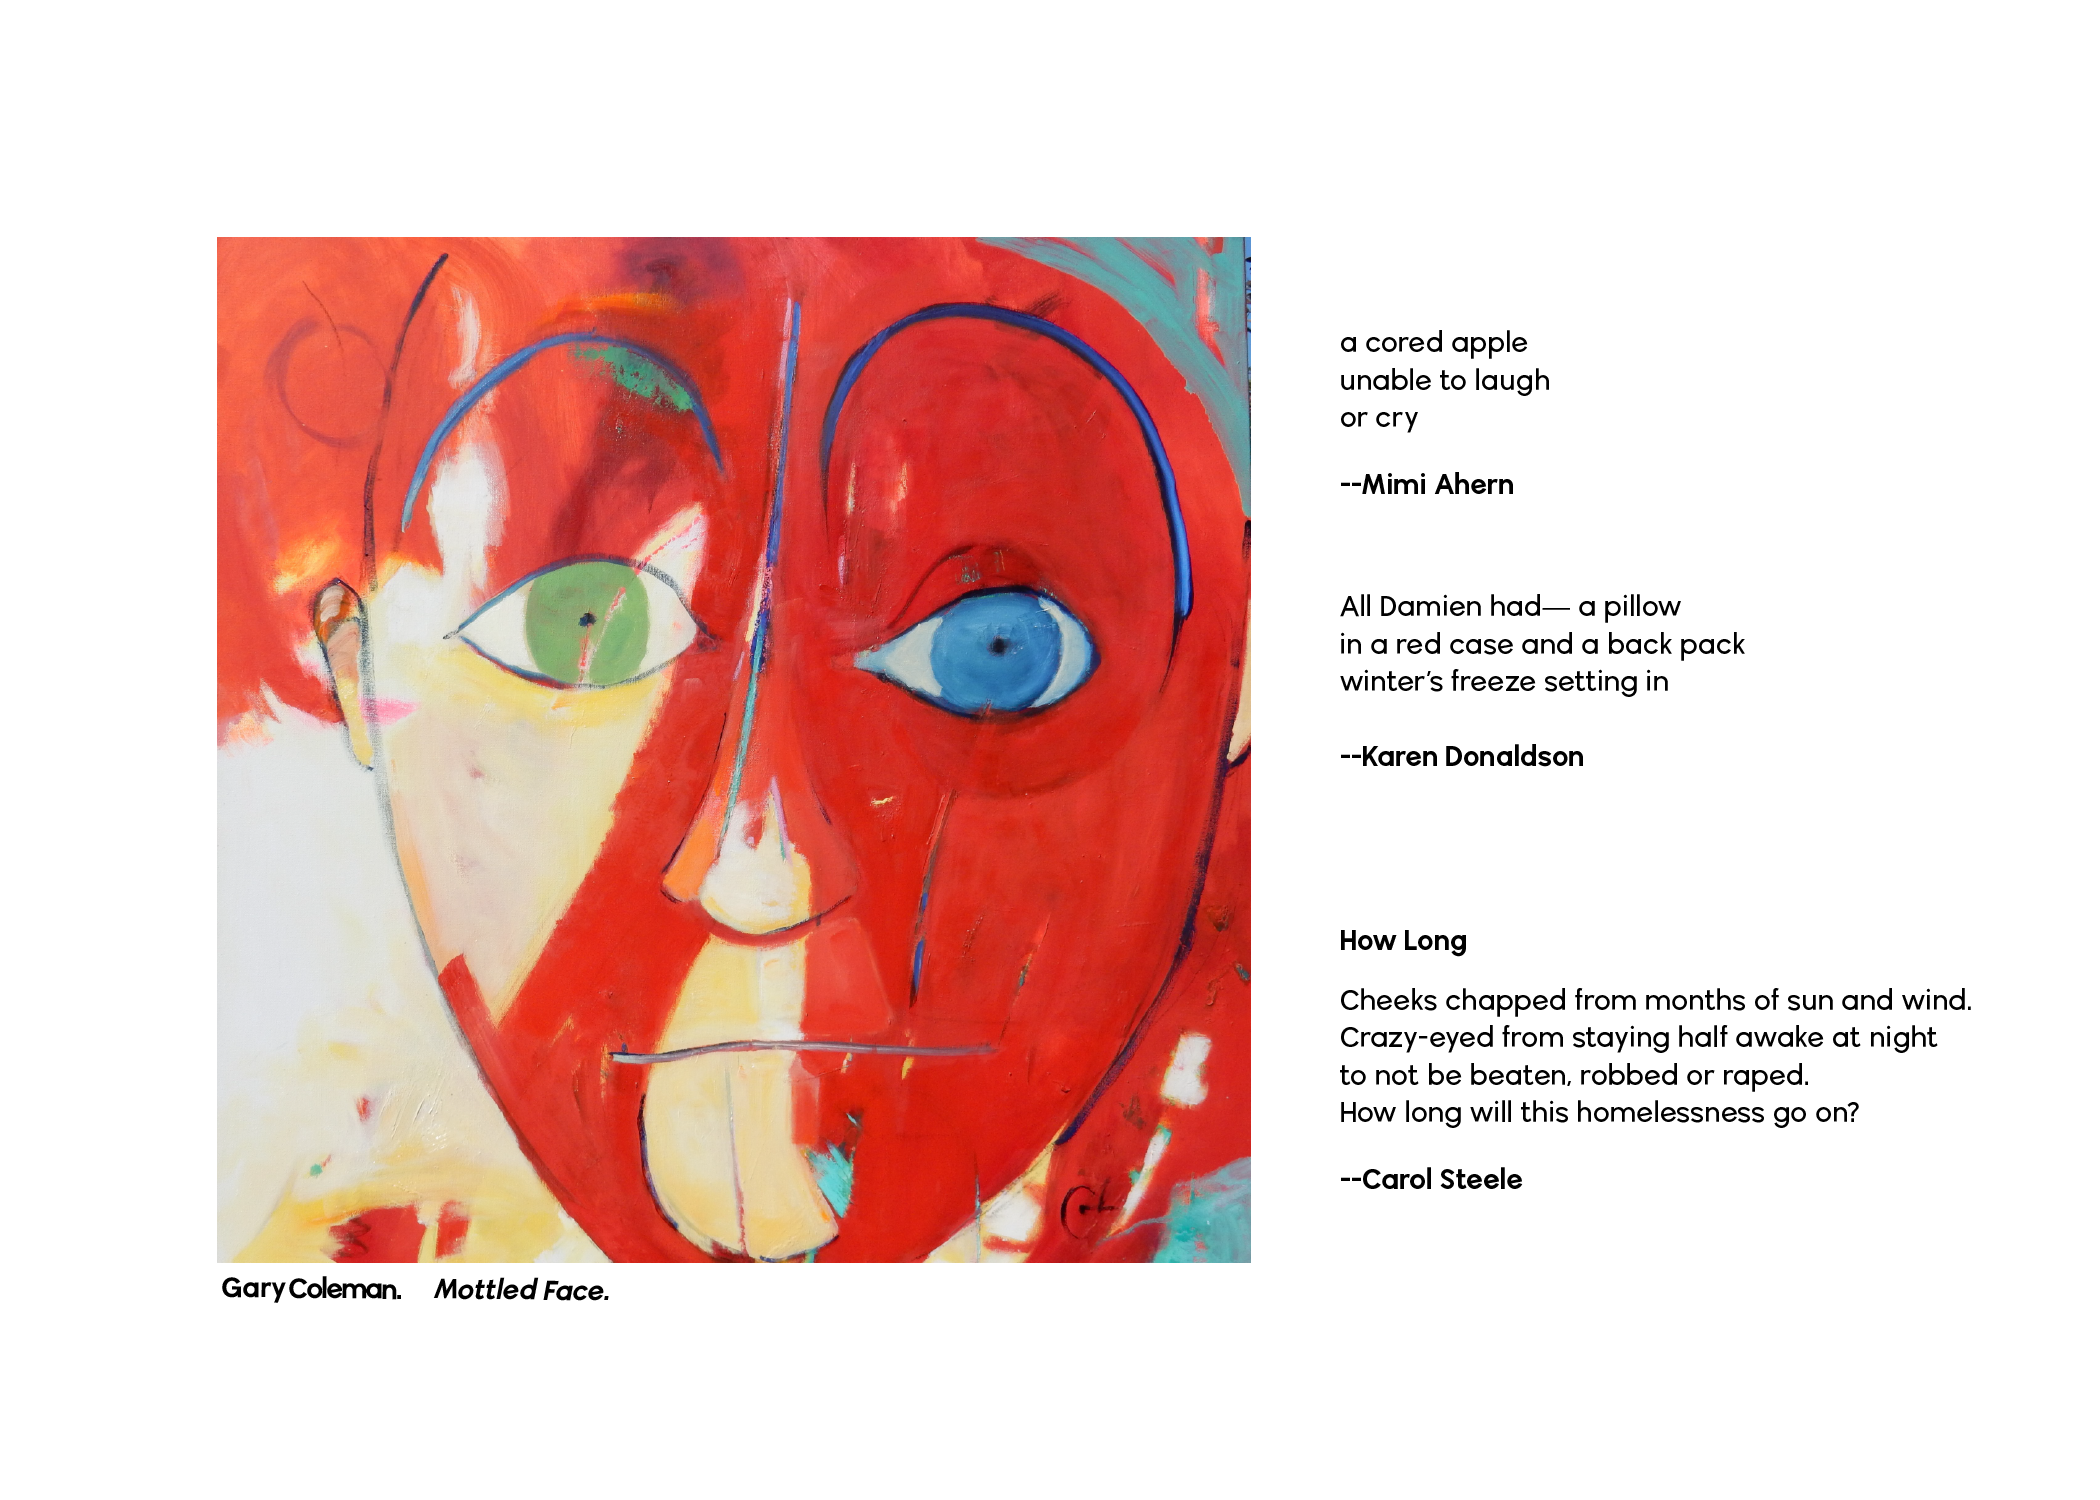 a cored apple
unable to laugh
or cry
--Mimi Ahern
All Damien had— a pillow
in a red case and a back pack
winter’s freeze setting in
--Karen Donaldson
How Long
Cheeks chapped from months of sun and wind.
Crazy-eyed from staying half awake at night
to not be beaten, robbed or raped.
How long will this homelessness go on?
--Carol Steele
Gary Coleman. Mottled Face.